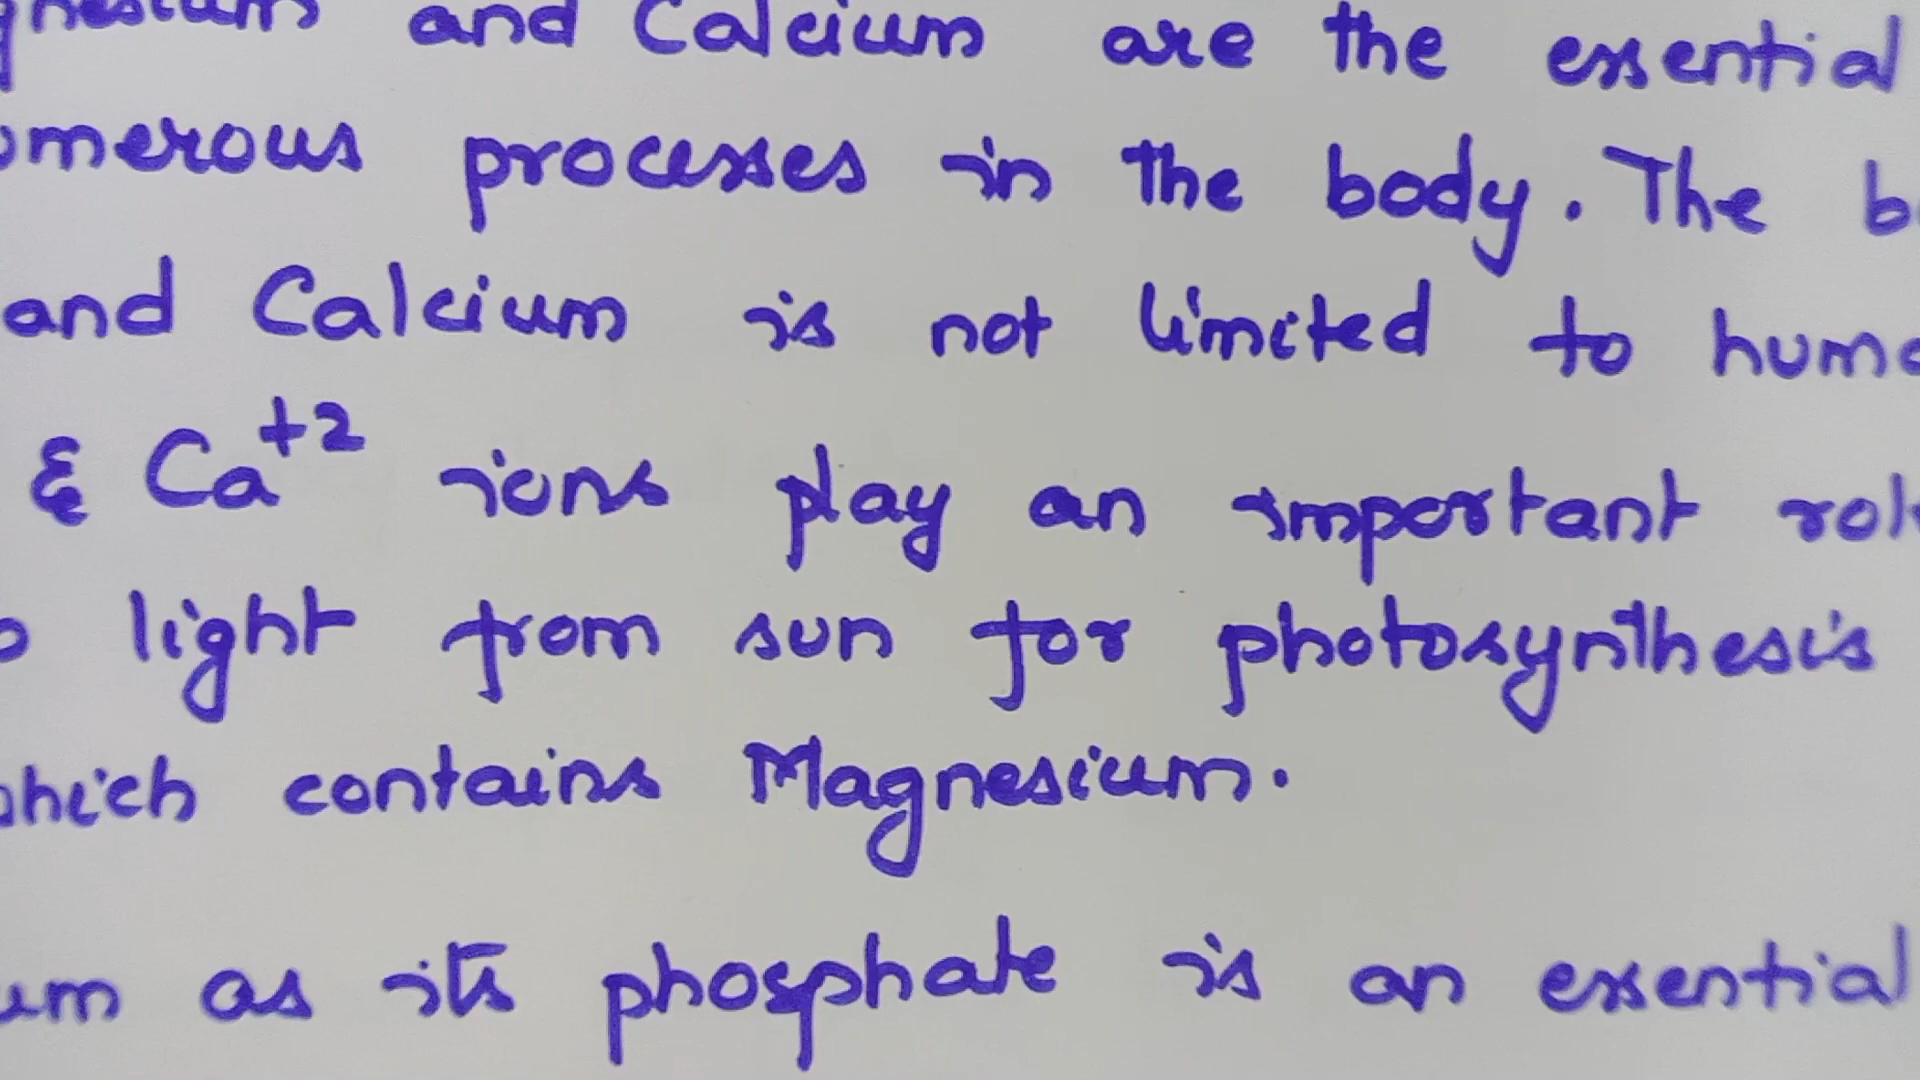 and Calcium are the essential
processes in the body. The
and Calcium is not limited to
& Ca+2 ions play an important
light from sun for photosynthesis
contains Magnesium.
as its phosphate is an essential